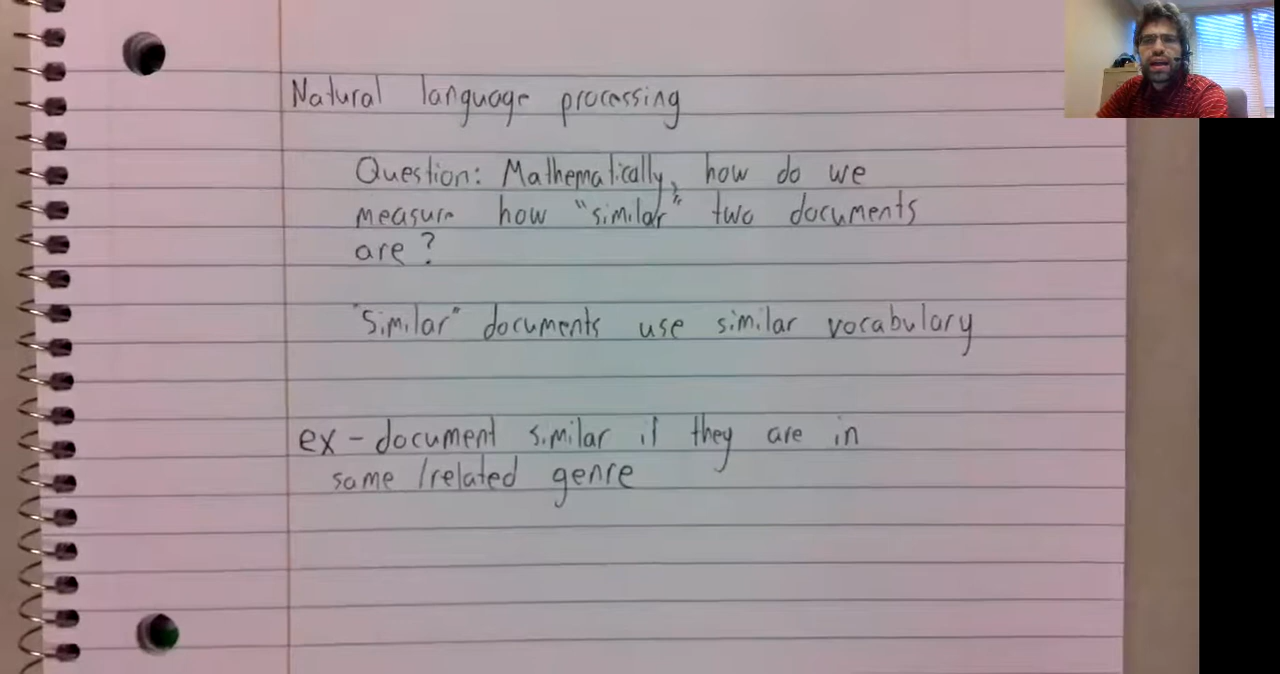 Natural language processing
Question: Mathematically, how do we
measure how "similar" two documents
are?
"Similar" documents use similar vocabulary
ex - document similar if they are in
same /related genre